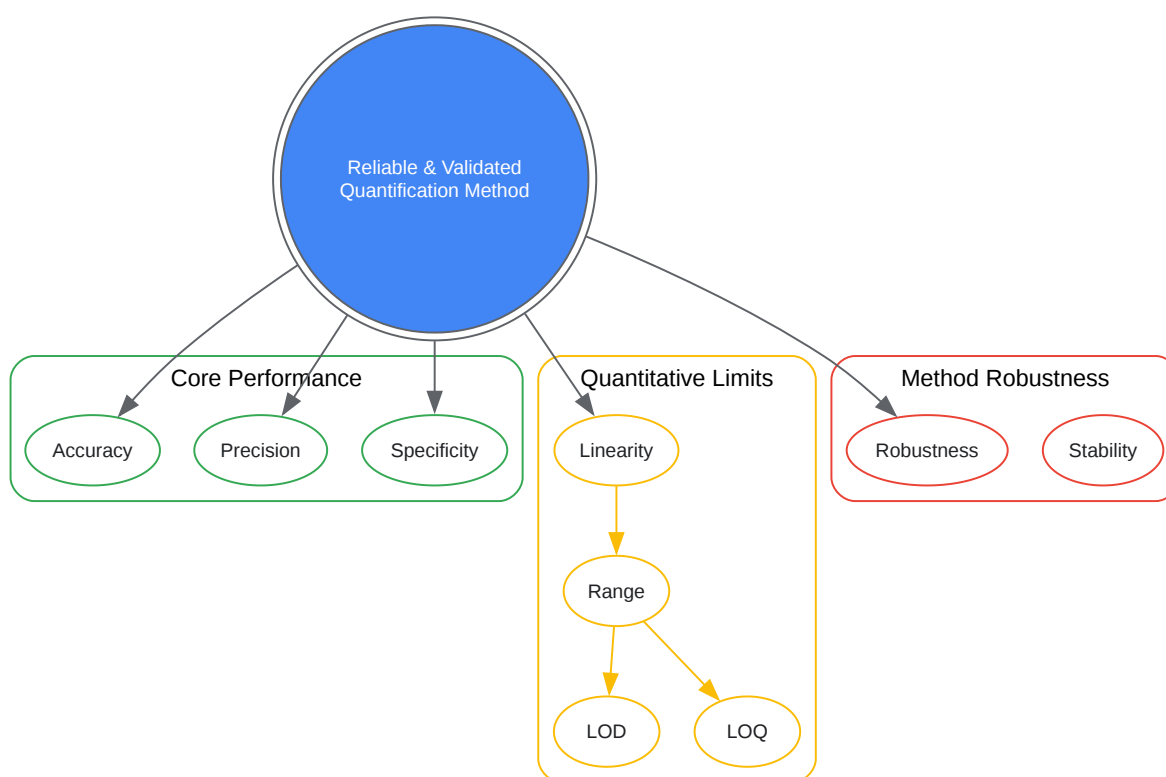 Reliable & Validated
Quantification Method
Core Performance
Quantitative Limits
Method Robustness
Accuracy
Precision
Specificity
Linearity
Robustness
Stability
Range
LOD
LOQ